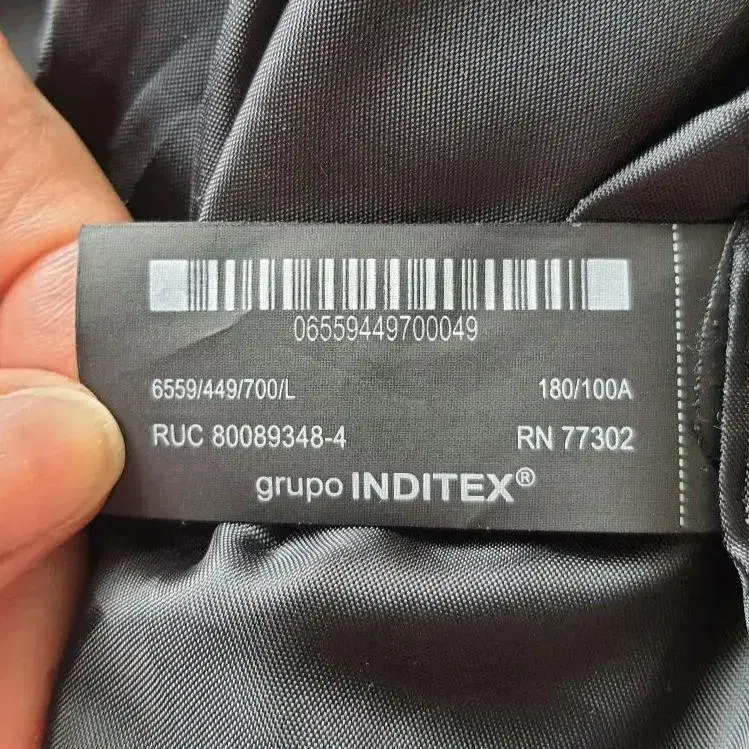 06559449700049
6559/449/700/L 180/100A
RUC 80089348-4 RN 77302
grupo INDITEX®